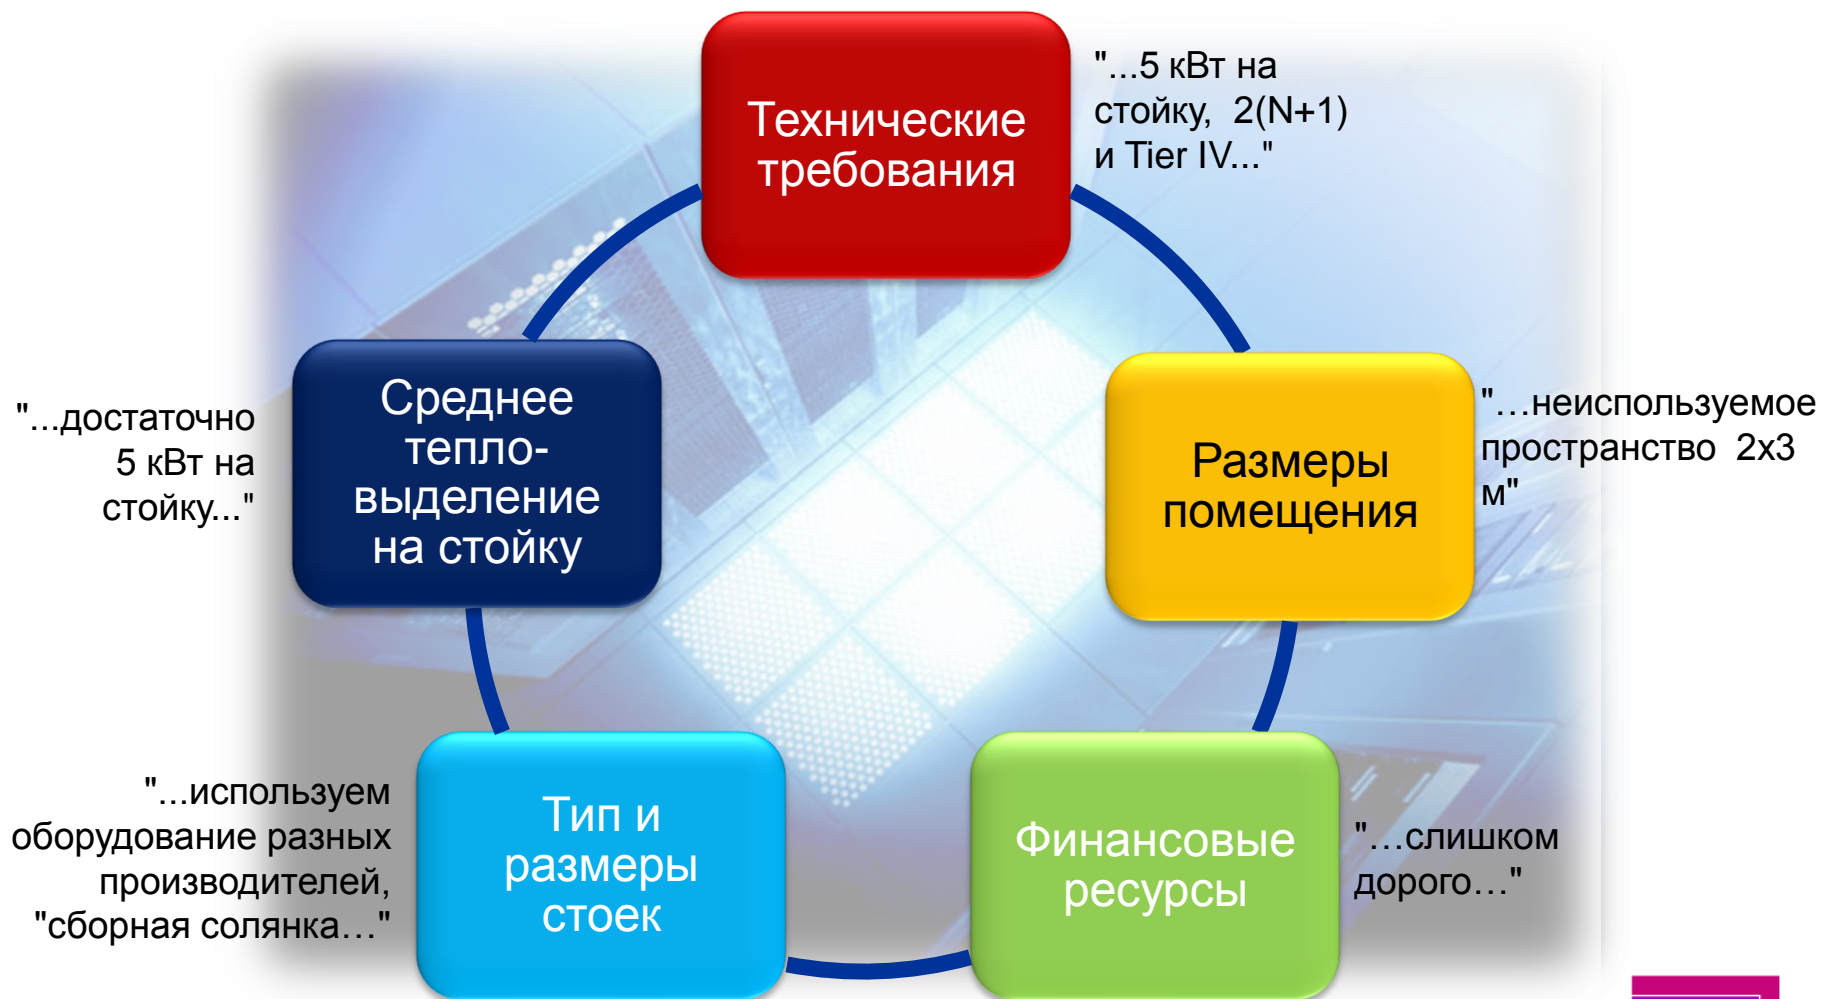 Технические
требования
"...5 кВт на
стойку,  2(N+1)
и Tier IV..."
Размеры
помещения
"…неиспользуемое
пространство  2х3
м"
Финансовые
ресурсы
"…слишком
дорого…"
Тип и
размеры
стоек
"...используем
оборудование разных
производителей,
"сборная солянка…"
Среднее
тепло-
выделение
на стойку
"...достаточно
5 кВт на
стойку..."